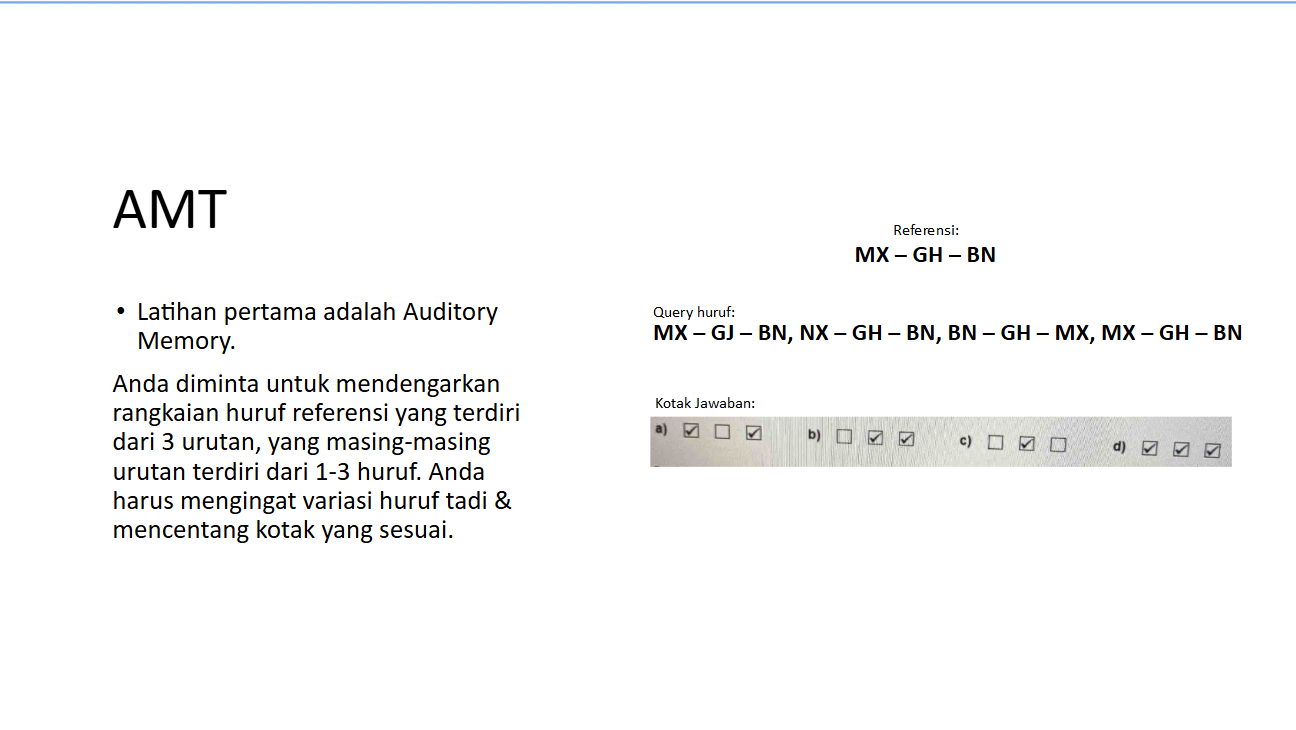 AMT
• Latihan pertama adalah Auditory
Memory.
Anda diminta untuk mendengarkan
rangkaian huruf referensi yang terdiri
dari 3 urutan, yang masing-masing
urutan terdiri dari 1-3 huruf. Anda
harus mengingat variasi huruf tadi &
mencentang kotak yang sesuai.
Referensi:
MX – GH – BN
Query huruf:
MX – GJ – BN, NX – GH – BN, BN – GH – MX, MX – GH – BN
Kotak Jawaban:
a) ☑ ☐ ☑ b) ☐ ☑ ☑ c) ☐ ☑ ☐ d) ☑ ☑ ☑